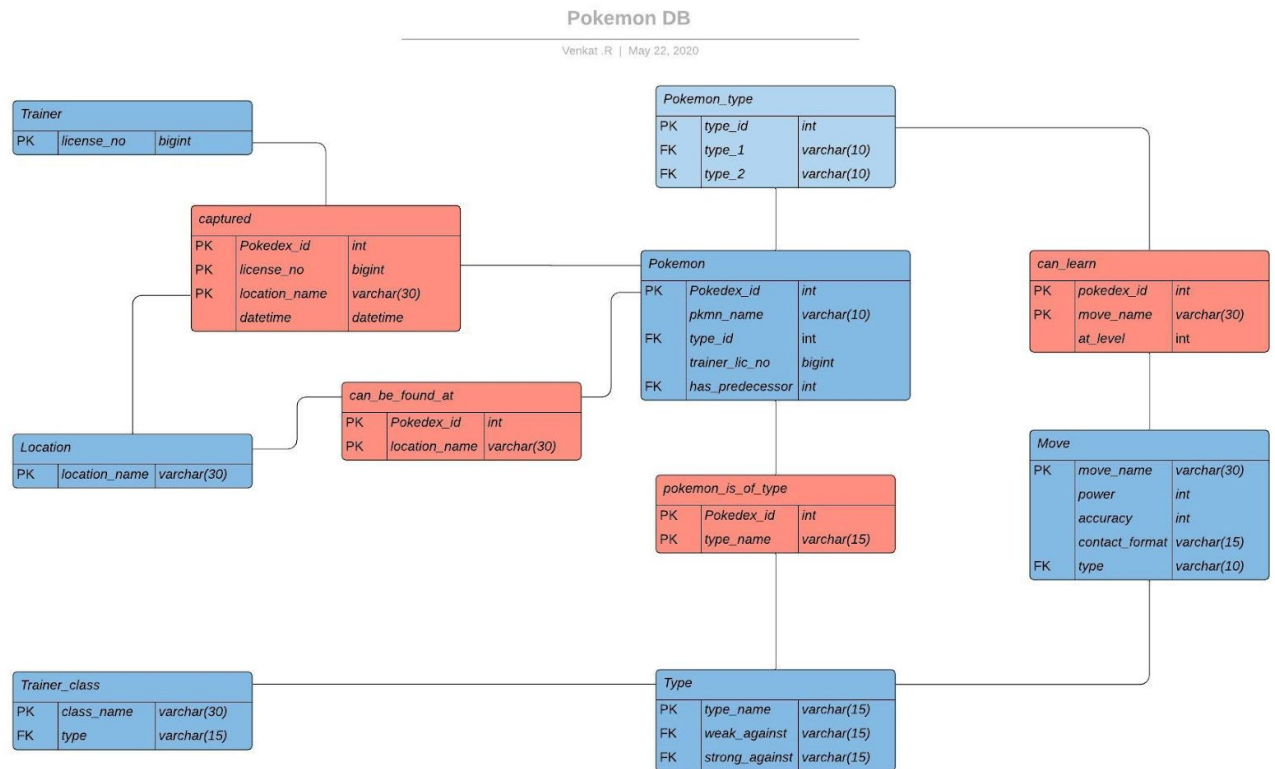 Pokemon DB
Venkat .R | May 22, 2020
Trainer
PK license_no bigint
Pokemon_type
PK type_id int
FK type_1 varchar(10)
FK type_2 varchar(10)
captured
PK Pokedex_id int
PK license_no bigint
PK location_name varchar(30)
datetime datetime
Pokemon
PK Pokedex_id int
pkmn_name varchar(10)
FK type_id int
trainer_lic_no bigint
FK has_predecessor int
can_learn
PK pokedex_id int
PK move_name varchar(30)
at_level int
can_be_found_at
PK Pokedex_id int
PK location_name varchar(30)
Location
PK location_name varchar(30)
Move
PK move_name varchar(30)
power int
accuracy int
contact_format varchar(15)
FK type varchar(10)
pokemon_is_of_type
PK Pokedex_id int
PK type_name varchar(15)
Trainer_class
PK class_name varchar(30)
FK type varchar(15)
Type
PK type_name varchar(15)
FK weak_against varchar(15)
FK strong_against varchar(15)